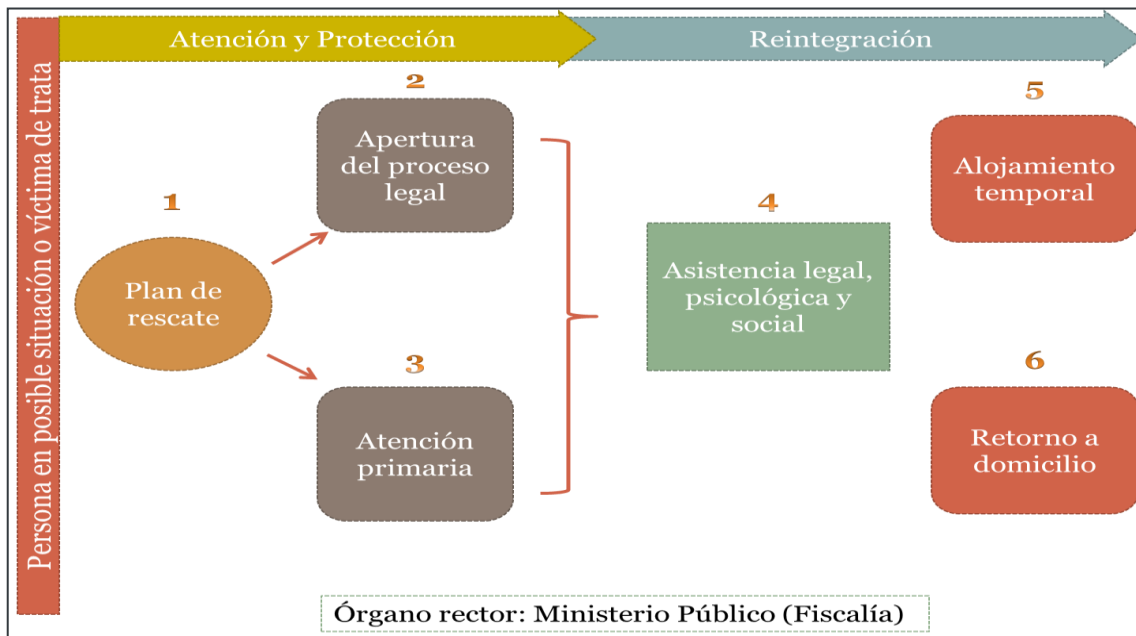 Persona en posible situación o víctima de trata
Atención y Protección
Reintegración
1
Plan de
rescate
2
Apertura
del proceso
legal
3
Atención
primaria
4
Asistencia legal,
psicológica y
social
5
Alojamiento
temporal
6
Retorno a
domicilio
Órgano rector: Ministerio Público (Fiscalía)